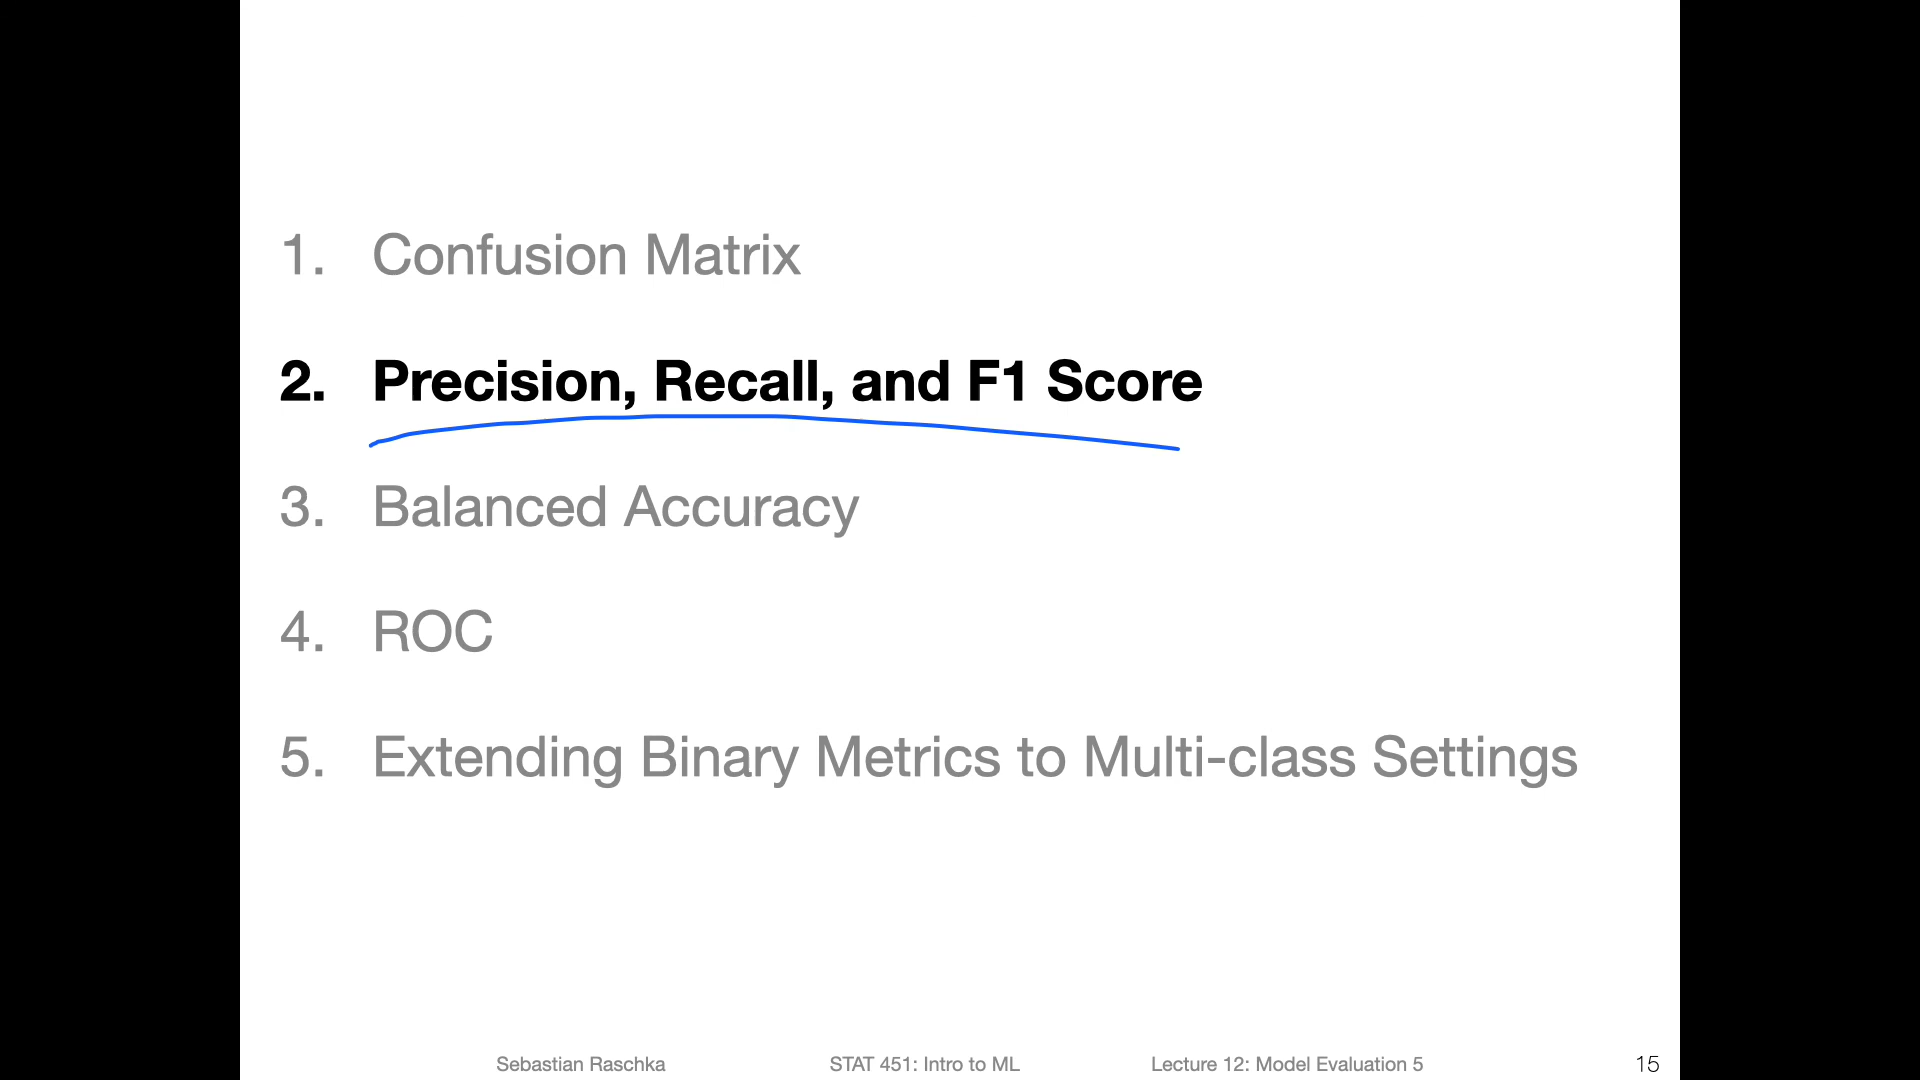 1. Confusion Matrix
2. Precision, Recall, and F1 Score
3. Balanced Accuracy
4. ROC
5. Extending Binary Metrics to Multi-class Settings
Sebastian Raschka STAT 451: Intro to ML Lecture 12: Model Evaluation 5 15